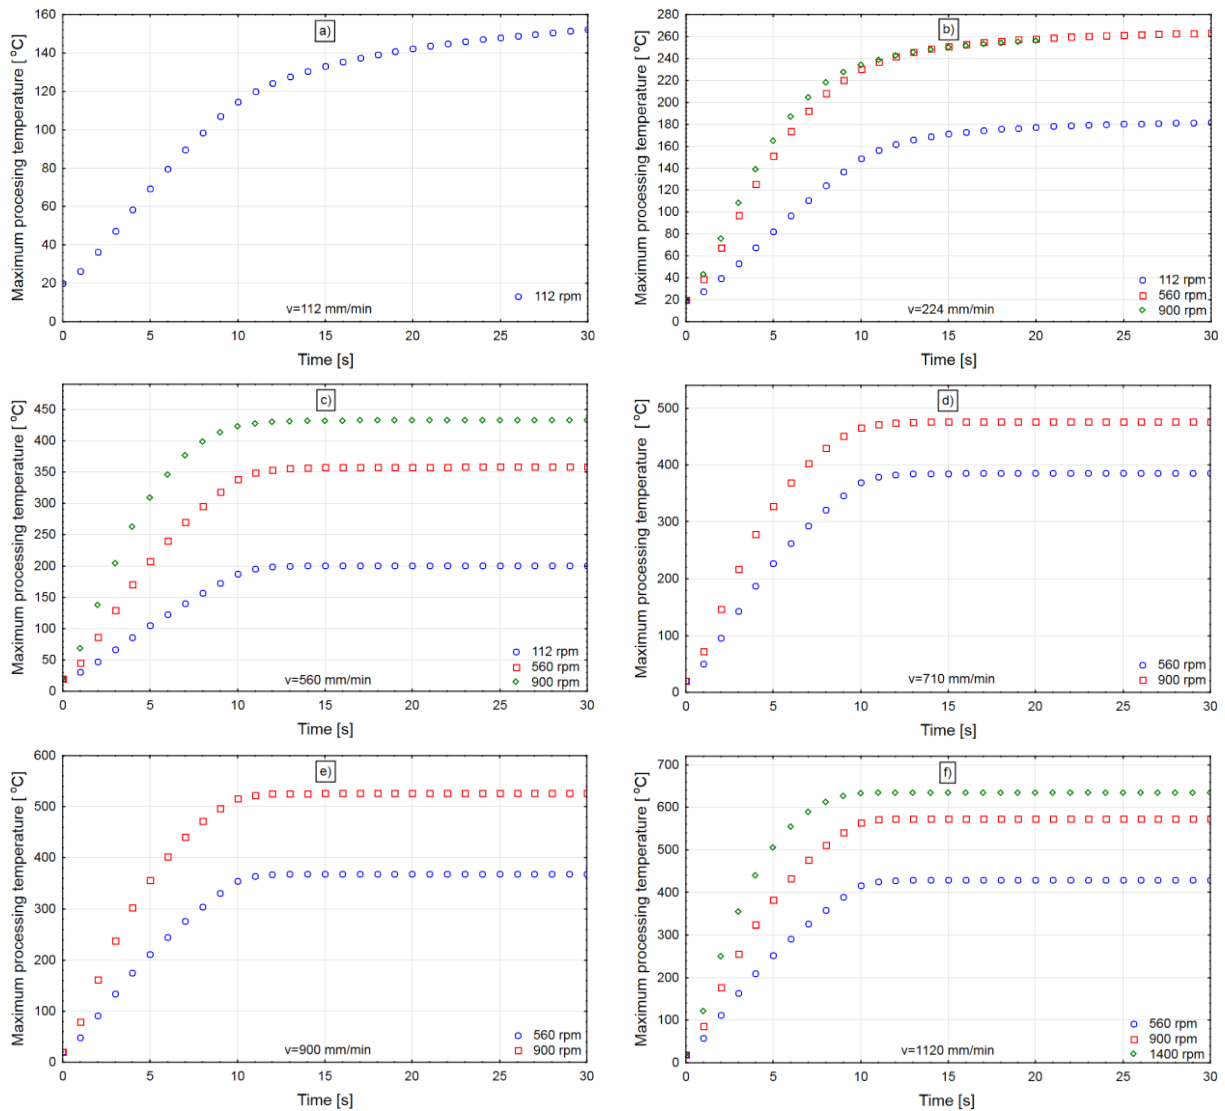 a)
Maximum procesing temperature [ °C]
160
140
120
100
80
60
40
20
0
112 rpm
v=112 mm/min
0 5 10 15 20 25 30
Time [s]
b)
Maximum processing temperature [ °C]
280
260
240
220
200
180
160
140
120
100
80
60
40
20
0
112 rpm
560 rpm
900 rpm
v=224 mm/min
0 5 10 15 20 25 30
Time [s]
c)
Maximum processing temperature [ °C]
450
400
350
300
250
200
150
100
50
0
112 rpm
560 rpm
900 rpm
v=560 mm/min
0 5 10 15 20 25 30
Time [s]
d)
Maximum processing temperature [ °C]
500
400
300
200
100
0
560 rpm
900 rpm
v=710 mm/min
0 5 10 15 20 25 30
Time [s]
e)
Maximum processing temperature [ °C]
600
500
400
300
200
100
0
560 rpm
900 rpm
v=900 mm/min
0 5 10 15 20 25 30
Time [s]
f)
Maximum processing temperature [ °C]
700
600
500
400
300
200
100
0
560 rpm
900 rpm
1400 rpm
v=1120 mm/min
0 5 10 15 20 25 30
Time [s]